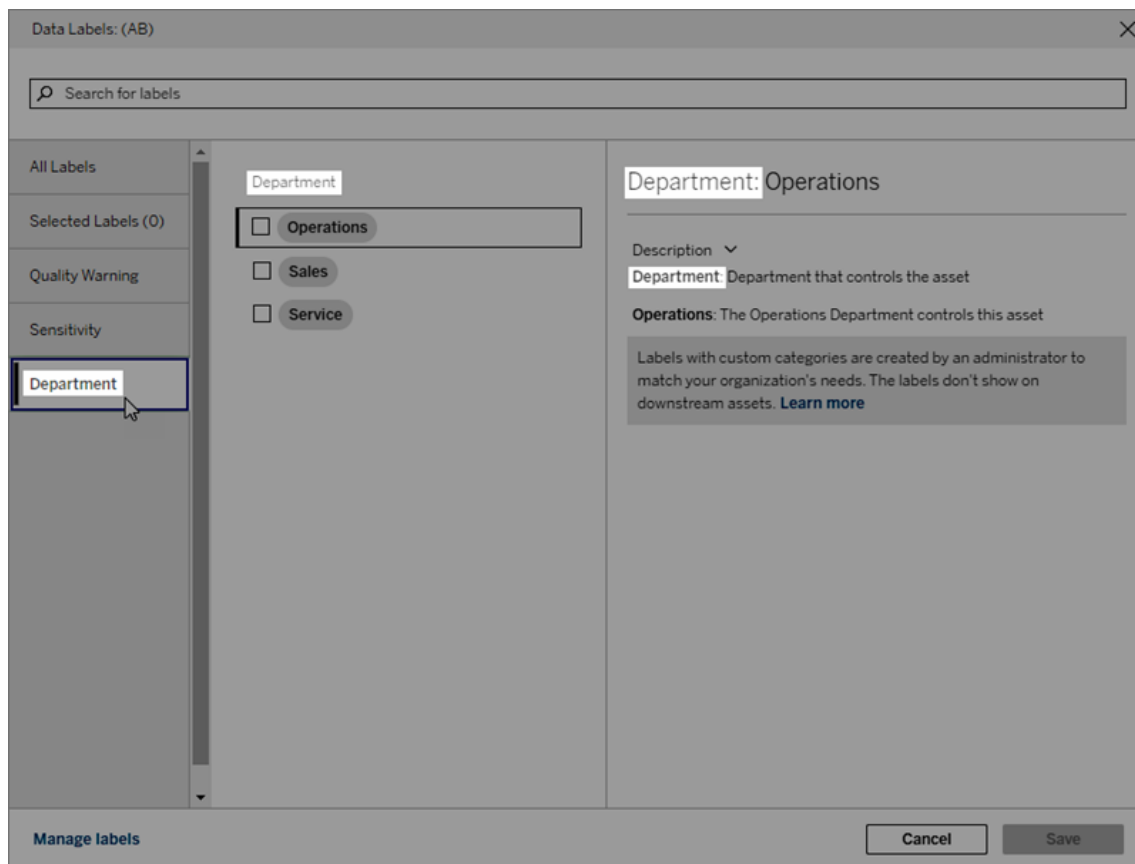 Data Labels: (AB)
Search for labels
All Labels
Selected Labels (0)
Quality Warning
Sensitivity
Department
Department
Operations
Sales
Service
Department: Operations
Description
Department: Department that controls the asset
Operations: The Operations Department controls this asset
Labels with custom categories are created by an administrator to
match your organization's needs. The labels don't show on
downstream assets. Learn more
Manage labels
Cancel
Save